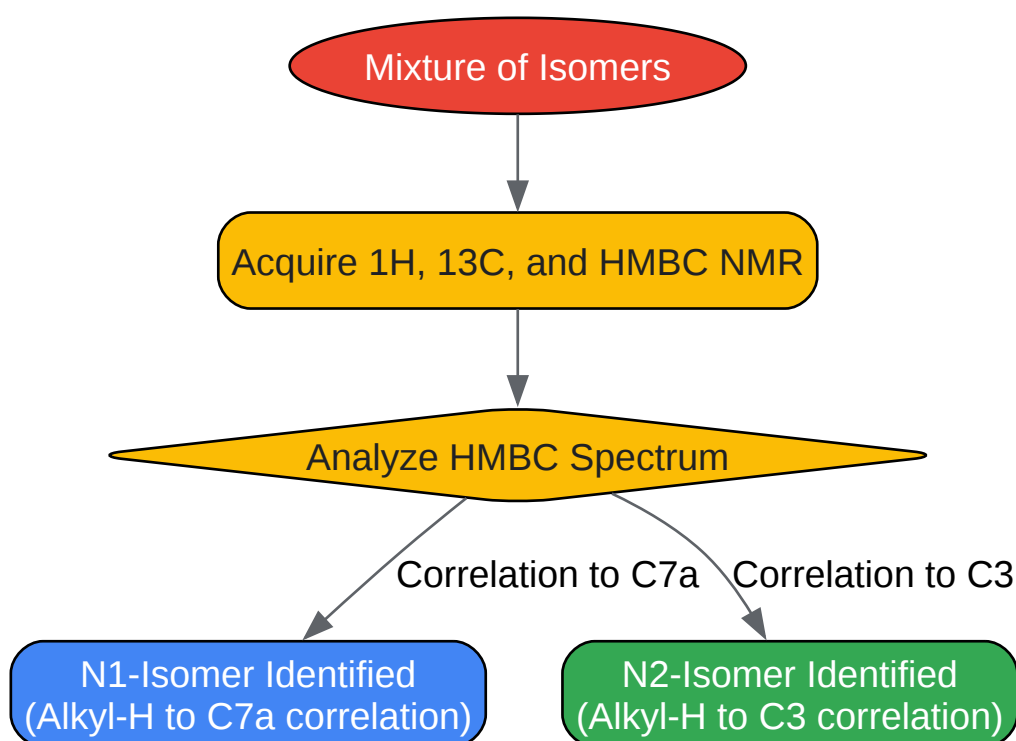 Mixture of Isomers
Acquire 1H, 13C, and HMBC NMR
Analyze HMBC Spectrum
Correlation to C7a
Correlation to C3
N1-Isomer Identified
(Alkyl-H to C7a correlation)
N2-Isomer Identified
(Alkyl-H to C3 correlation)